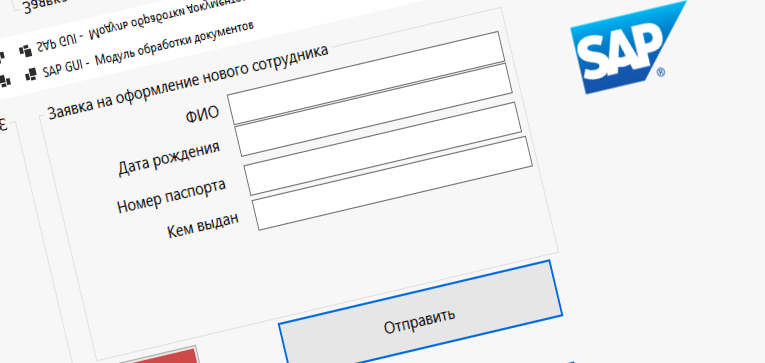 Заявк
SAP GUI - Модуль обработки документов
SAP GUI - Модуль обработки документов
SAP
®
Заявка на оформление нового сотрудника
ФИО
Дата рождения
Номер паспорта
Кем выдан
Отправить